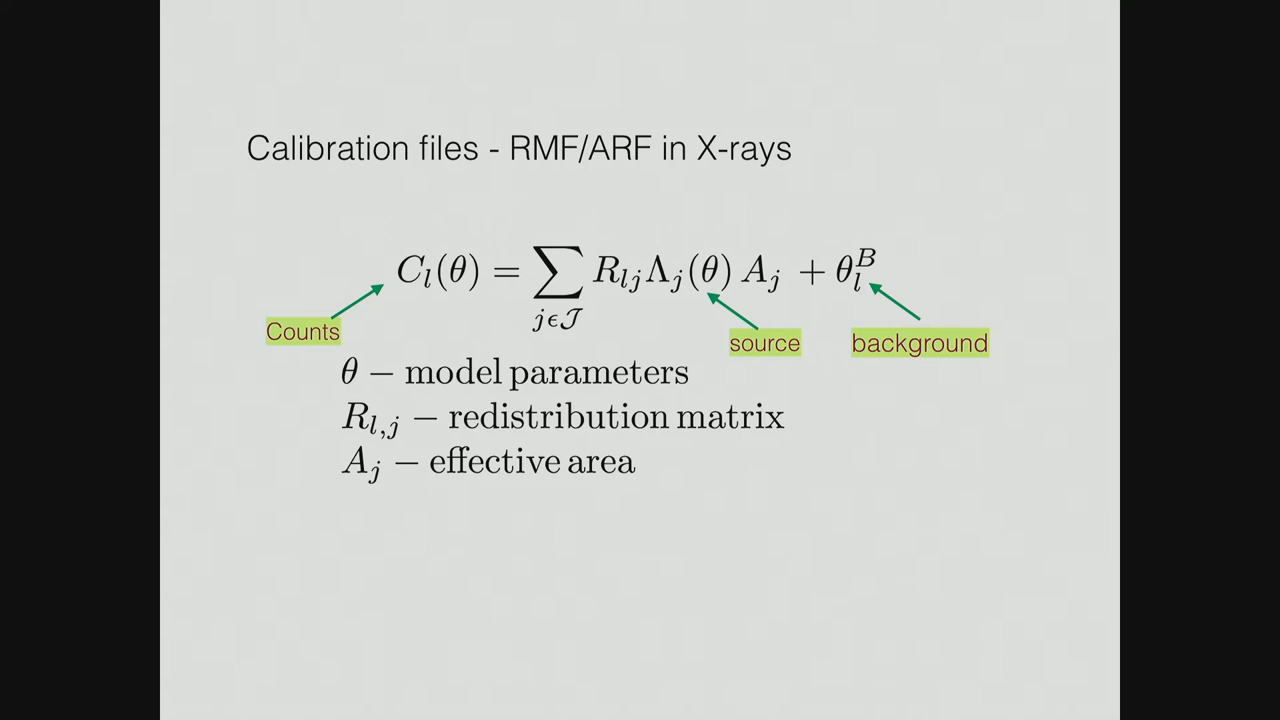 Calibration files - RMF/ARF in X-rays
C_l(θ) = ∑_{j ϵ 𝒥} R_{lj} Λ_j(θ) A_j + θ_l^B
Counts
source
background
θ – model parameters
R_{l,j} – redistribution matrix
A_j – effective area